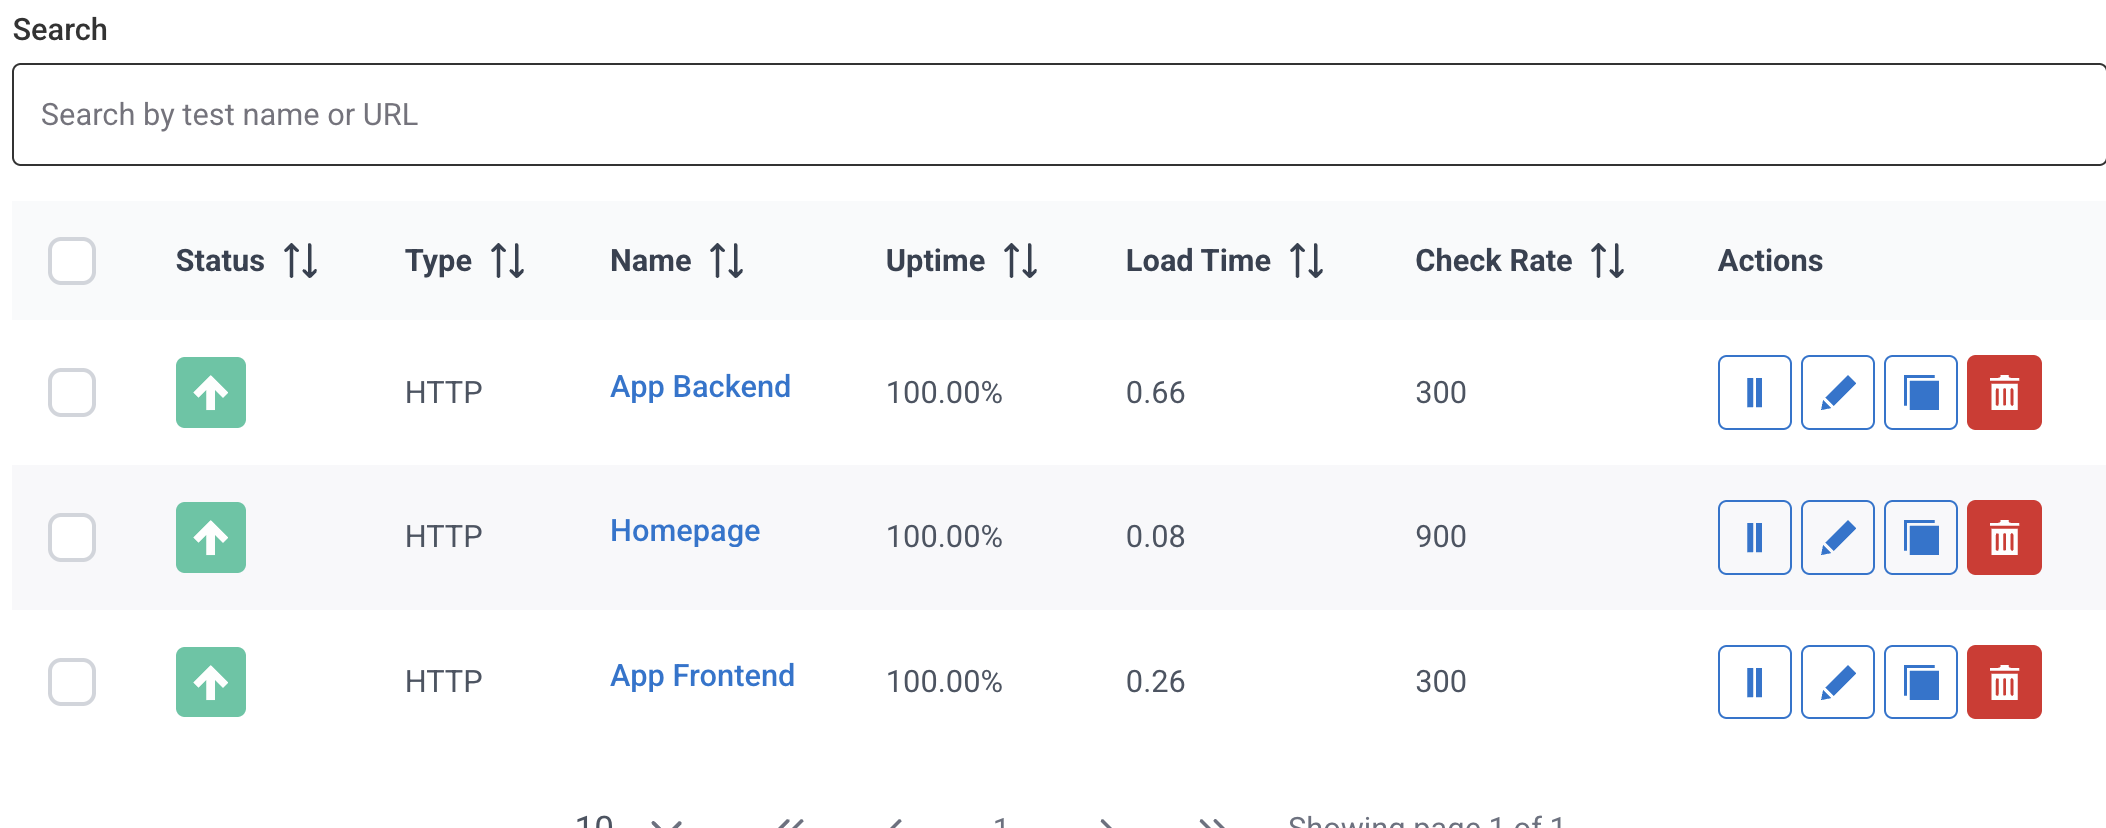 Search
Search by test name or URL
Status Type Name Uptime Load Time Check Rate Actions
HTTP App Backend 100.00% 0.66 300
HTTP Homepage 100.00% 0.08 900
HTTP App Frontend 100.00% 0.26 300
10 1 Showing page 1 of 1